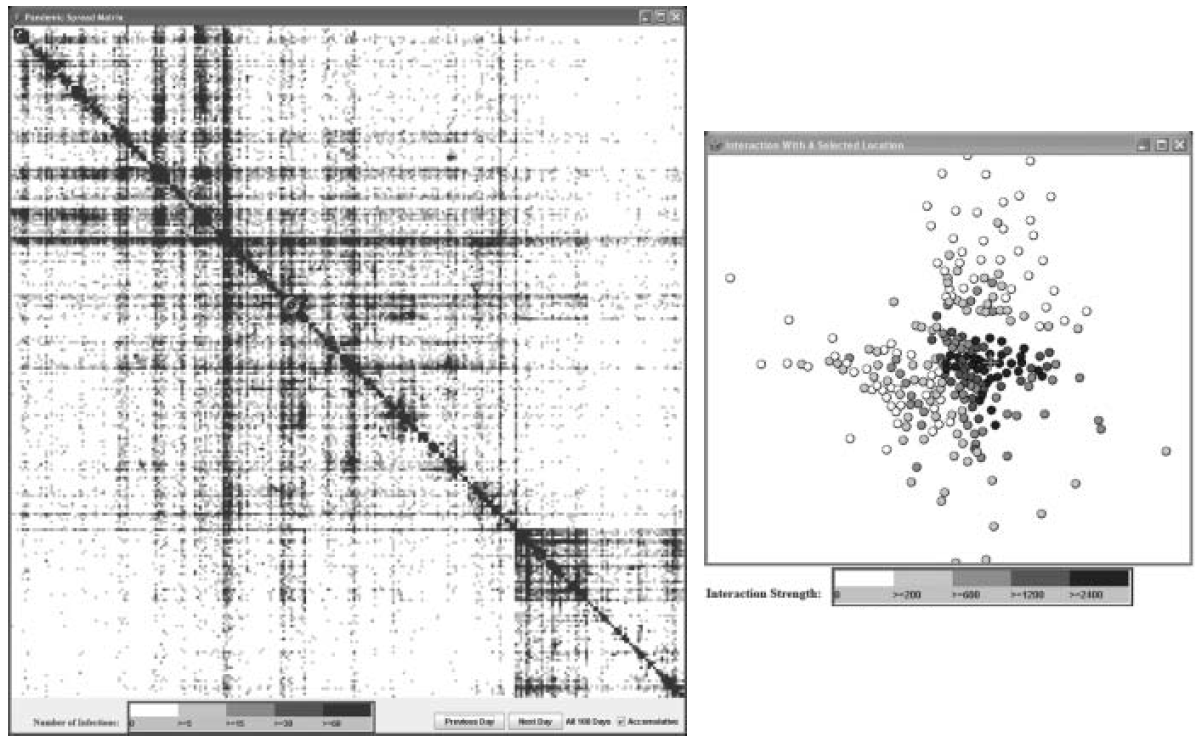 Pandemic Spread Matrix
Number of Infections:
0 >=5 >=15 >=30 >=60
Previous Day Next Day All 100 Days Accumulative
Interaction With A Selected Location
Interaction Strength:
0 >=200 >=600 >=1200 >=2400